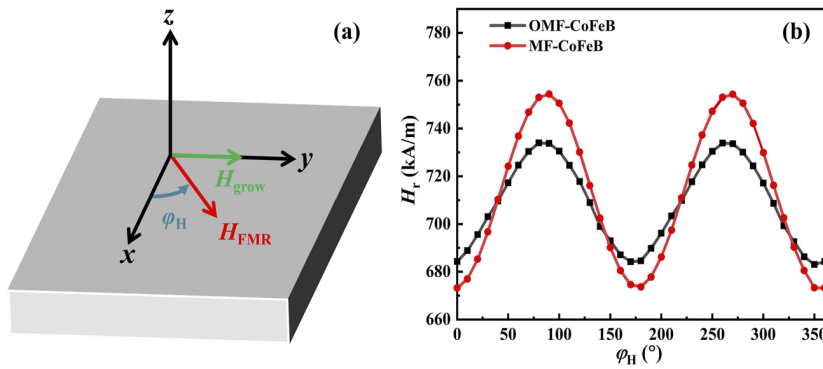 z
(a)
H_grow
y
φ_H
H_FMR
x
(b)
OMF-CoFeB
MF-CoFeB
H_r (kA/m)
780
760
740
720
700
680
660
0 50 100 150 200 250 300 350
φ_H (°)